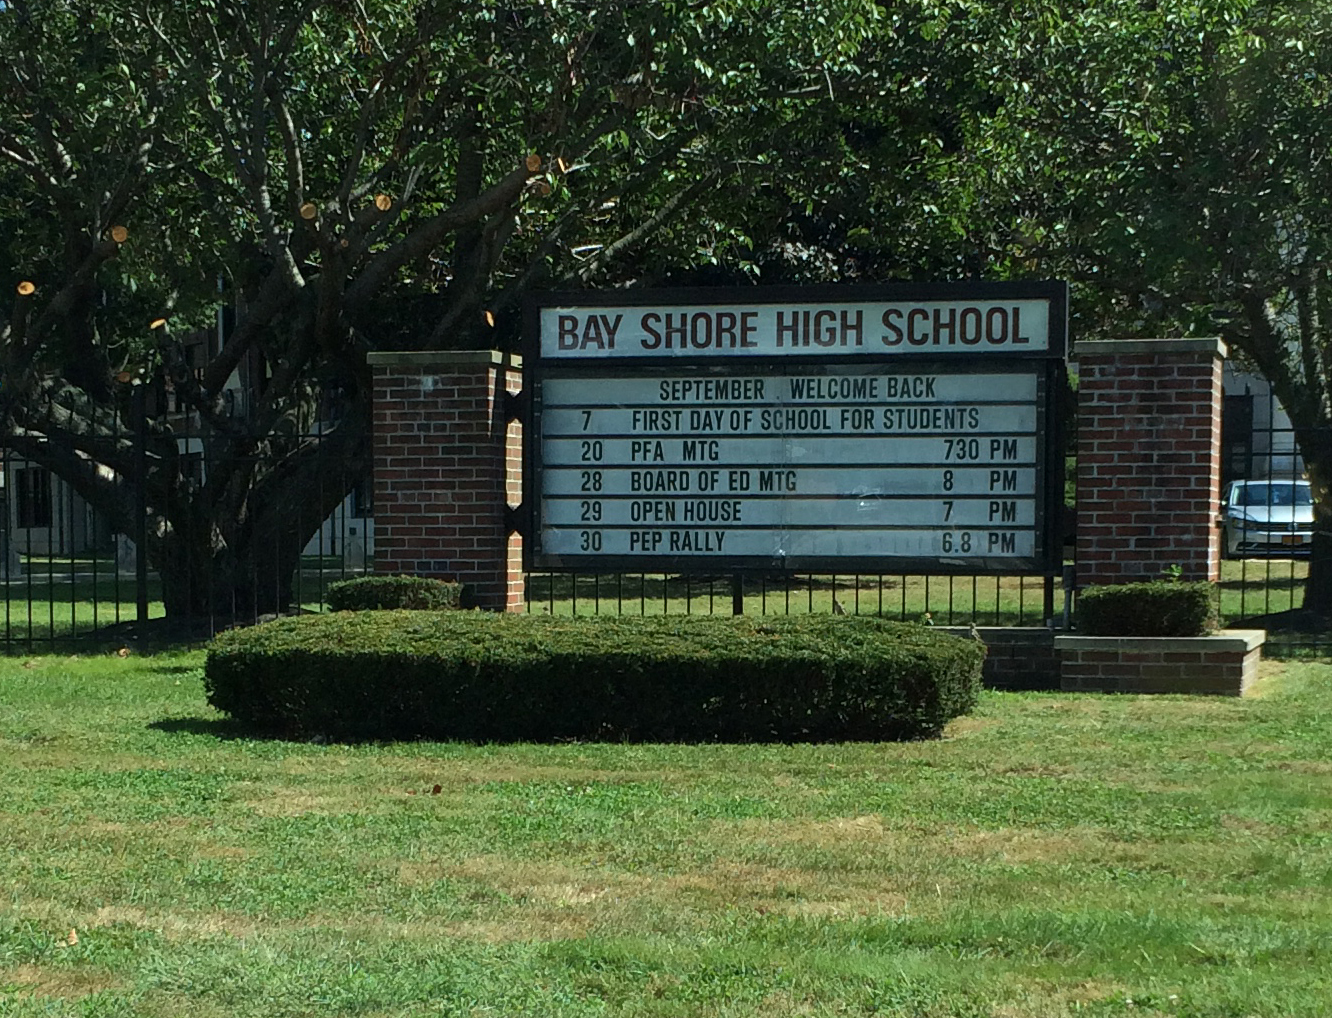 BAY SHORE HIGH SCHOOL
SEPTEMBER WELCOME BACK
7 FIRST DAY OF SCHOOL FOR STUDENTS
20 PFA MTG 730 PM
28 BOARD OF ED MTG 8 PM
29 OPEN HOUSE 7 PM
30 PEP RALLY 6.8 PM